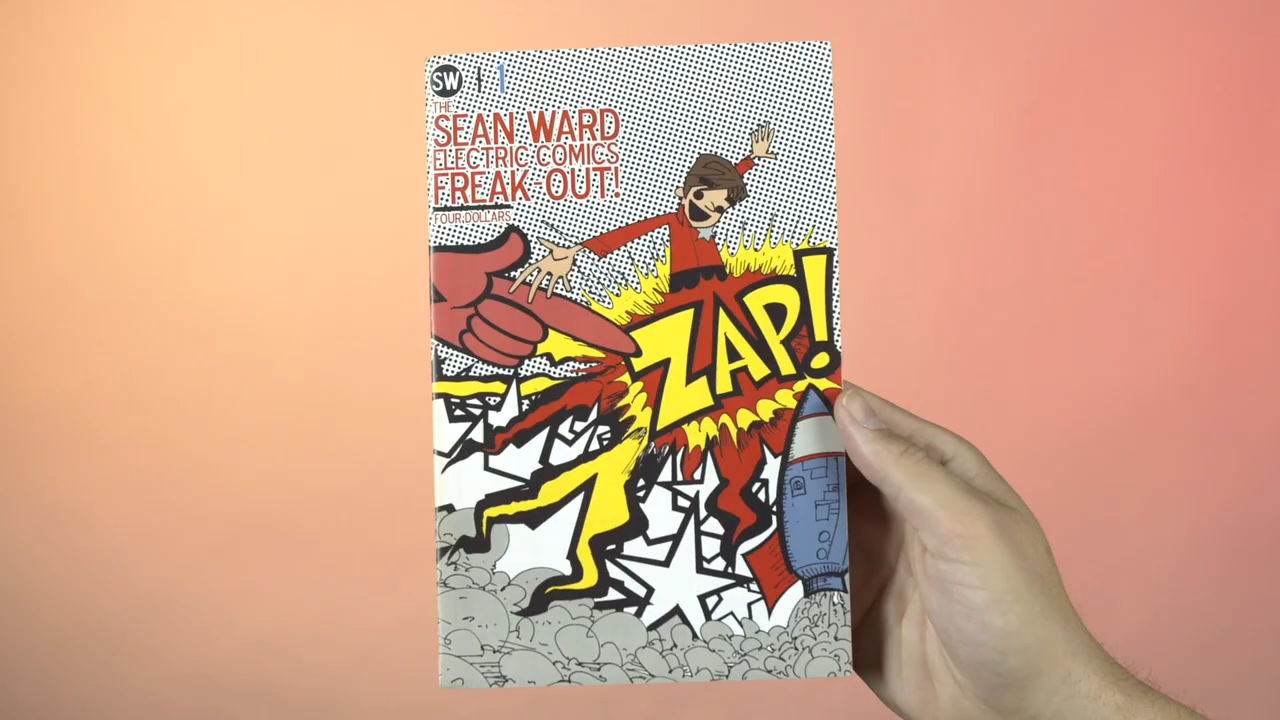 SW 1
THE
SEAN WARD
ELECTRIC COMICS
FREAK-OUT!
FOUR DOLLARS
ZAP!